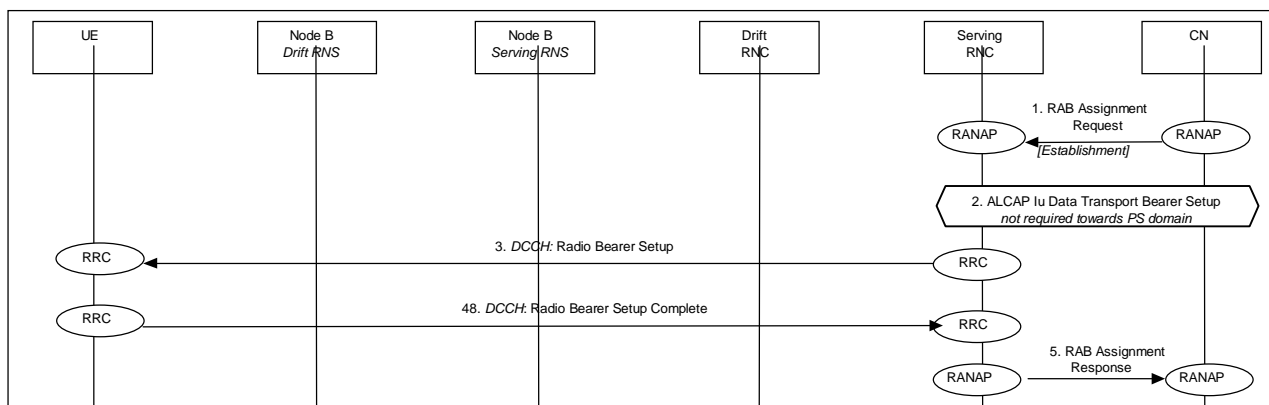 UE
Node B
Drift RNS
Node B
Serving RNS
Drift
RNC
Serving
RNC
CN
1. RAB Assignment
Request
RANAP
RANAP
[Establishment]
2. ALCAP Iu Data Transport Bearer Setup
not required towards PS domain
3. DCCH: Radio Bearer Setup
RRC
RRC
48. DCCH: Radio Bearer Setup Complete
RRC
RRC
5. RAB Assignment
Response
RANAP
RANAP